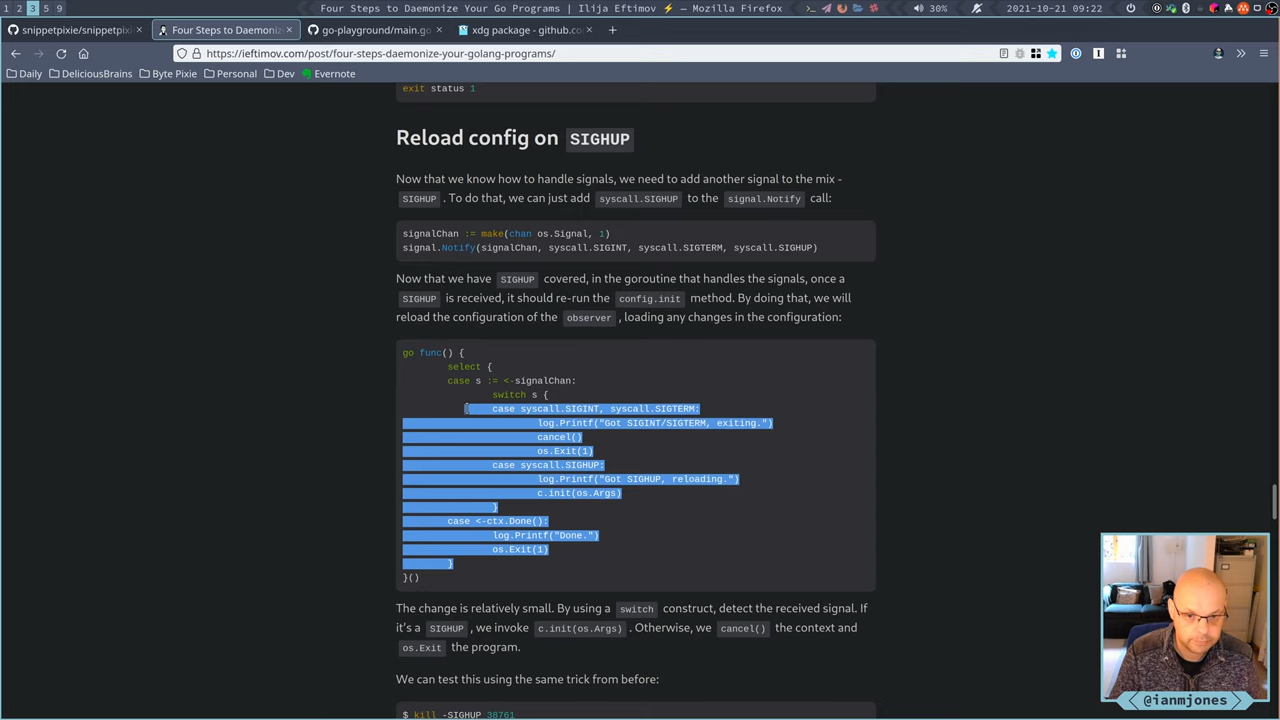 1 2 3 5 9
Four Steps to Daemonize Your Go Programs | Ilija Eftimov ⚡ — Mozilla Firefox
30%
2021-10-21 09:22
snippetpixie/snippetpix
Four Steps to Daemonize
go-playground/main.go
xdg package - github.co
https://ieftimov.com/post/four-steps-daemonize-your-golang-programs/
Daily
DeliciousBrains
Byte Pixie
Personal
Dev
Evernote
exit status 1
Reload config on SIGHUP
Now that we know how to handle signals, we need to add another signal to the mix -
SIGHUP . To do that, we can just add syscall.SIGHUP to the signal.Notify call:
signalChan := make(chan os.Signal, 1)
signal.Notify(signalChan, syscall.SIGINT, syscall.SIGTERM, syscall.SIGHUP)
Now that we have SIGHUP covered, in the goroutine that handles the signals, once a
SIGHUP is received, it should re-run the config.init method. By doing that, we will
reload the configuration of the observer , loading any changes in the configuration:
go func() {
select {
case s := <-signalChan:
switch s {
case syscall.SIGINT, syscall.SIGTERM:
log.Printf("Got SIGINT/SIGTERM, exiting.")
cancel()
os.Exit(1)
case syscall.SIGHUP:
log.Printf("Got SIGHUP, reloading.")
c.init(os.Args)
}
case <-ctx.Done():
log.Printf("Done.")
os.Exit(1)
}
}()
The change is relatively small. By using a switch construct, detect the received signal. If
it's a SIGHUP , we invoke c.init(os.Args) . Otherwise, we cancel() the context and
os.Exit the program.
We can test this using the same trick from before:
$ kill -SIGHUP 38761
@ianmjones